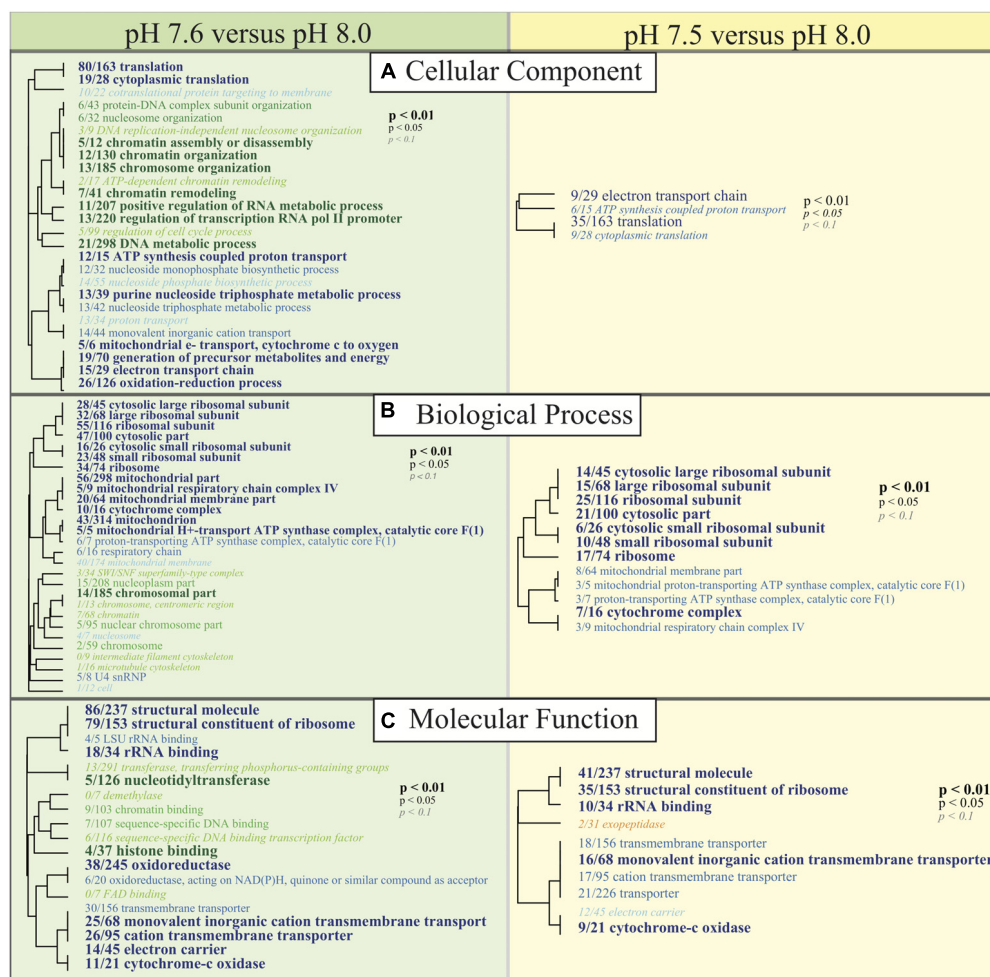 pH 7.6 versus pH 8.0
pH 7.5 versus pH 8.0
A Cellular Component
80/163 translation
19/28 cytoplasmic translation
10/22 cotranslational protein targeting to membrane
6/43 protein-DNA complex subunit organization
6/32 nucleosome organization
3/9 DNA replication-independent nucleosome organization
5/12 chromatin assembly or disassembly
12/130 chromatin organization
13/185 chromosome organization
2/17 ATP-dependent chromatin remodeling
7/41 chromatin remodeling
11/207 positive regulation of RNA metabolic process
13/220 regulation of transcription RNA pol II promoter
5/99 regulation of cell cycle process
21/298 DNA metabolic process
12/15 ATP synthesis coupled proton transport
12/32 nucleoside monophosphate biosynthetic process
14/55 nucleoside phosphate biosynthetic process
13/39 purine nucleoside triphosphate metabolic process
13/42 nucleoside triphosphate metabolic process
13/34 proton transport
14/44 monovalent inorganic cation transport
5/6 mitochondrial e- transport, cytochrome c to oxygen
19/70 generation of precursor metabolites and energy
15/29 electron transport chain
26/126 oxidation-reduction process
p < 0.01
p < 0.05
p < 0.1
9/29 electron transport chain
6/15 ATP synthesis coupled proton transport
35/163 translation
9/28 cytoplasmic translation
p < 0.01
p < 0.05
p < 0.1
B Biological Process
28/45 cytosolic large ribosomal subunit
32/68 large ribosomal subunit
55/116 ribosomal subunit
47/100 cytosolic part
16/26 cytosolic small ribosomal subunit
23/48 small ribosomal subunit
34/74 ribosome
56/298 mitochondrial part
5/9 mitochondrial respiratory chain complex IV
20/64 mitochondrial membrane part
10/16 cytochrome complex
43/314 mitochondrion
5/5 mitochondrial H+-transport ATP synthase complex, catalytic core F(1)
6/7 proton-transporting ATP synthase complex, catalytic core F(1)
6/16 respiratory chain
40/174 mitochondrial membrane
3/34 SWI/SNF superfamily-type complex
15/208 nucleoplasm part
14/185 chromosomal part
1/13 chromosome, centromeric region
7/68 chromatin
5/95 nuclear chromosome part
4/7 nucleosome
2/59 chromosome
0/9 intermediate filament cytoskeleton
1/16 microtubule cytoskeleton
5/8 U4 snRNP
1/12 cell
p < 0.01
p < 0.05
p < 0.1
14/45 cytosolic large ribosomal subunit
15/68 large ribosomal subunit
25/116 ribosomal subunit
21/100 cytosolic part
6/26 cytosolic small ribosomal subunit
10/48 small ribosomal subunit
17/74 ribosome
8/64 mitochondrial membrane part
3/5 mitochondrial proton-transporting ATP synthase complex, catalytic core F(1)
3/7 proton-transporting ATP synthase complex, catalytic core F(1)
7/16 cytochrome complex
3/9 mitochondrial respiratory chain complex IV
p < 0.01
p < 0.05
p < 0.1
C Molecular Function
86/237 structural molecule
79/153 structural constituent of ribosome
4/5 LSU rRNA binding
18/34 rRNA binding
13/291 transferase, transferring phosphorus-containing groups
5/126 nucleotidyltransferase
0/7 demethylase
9/103 chromatin binding
7/107 sequence-specific DNA binding
6/116 sequence-specific DNA binding transcription factor
4/37 histone binding
38/245 oxidoreductase
6/20 oxidoreductase, acting on NAD(P)H, quinone or similar compound as acceptor
0/7 FAD binding
30/156 transmembrane transporter
25/68 monovalent inorganic cation transmembrane transport
26/95 cation transmembrane transporter
14/45 electron carrier
11/21 cytochrome-c oxidase
p < 0.01
p < 0.05
p < 0.1
41/237 structural molecule
35/153 structural constituent of ribosome
10/34 rRNA binding
2/31 exopeptidase
18/156 transmembrane transporter
16/68 monovalent inorganic cation transmembrane transporter
17/95 cation transmembrane transporter
21/226 transporter
12/45 electron carrier
9/21 cytochrome-c oxidase
p < 0.01
p < 0.05
p < 0.1